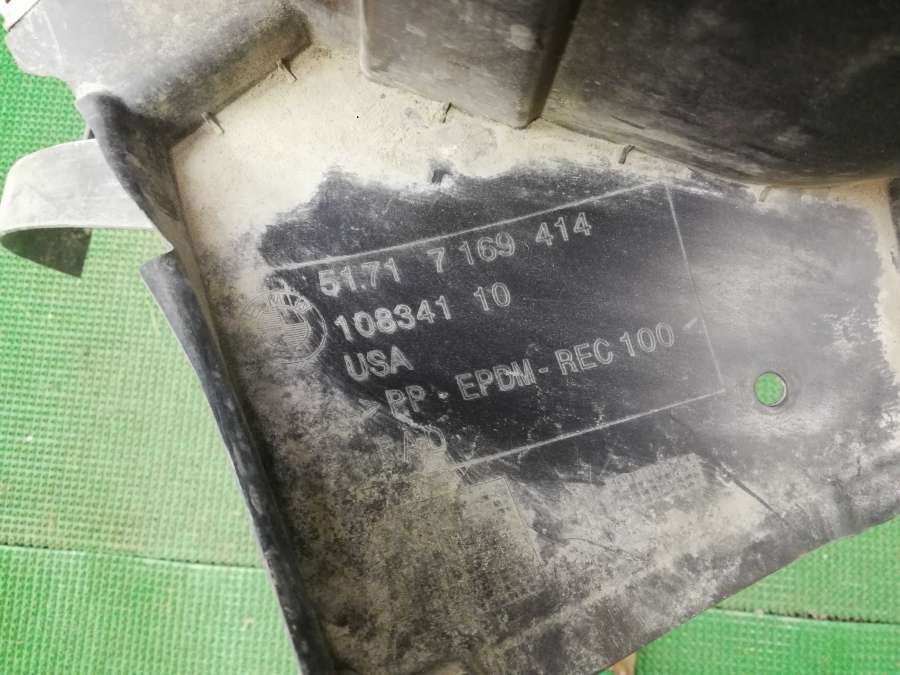 51.71 7 169 414
108341 10
USA
> PP - EPDM - REC 100